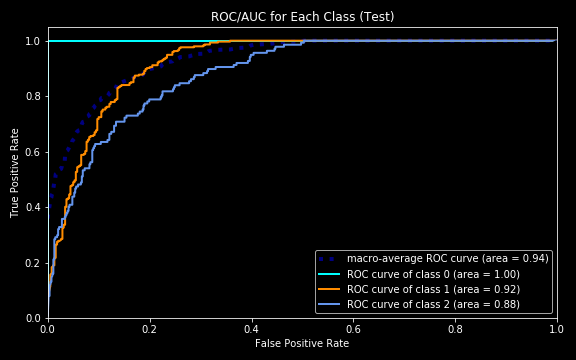 ROC/AUC for Each Class (Test)
1.0
0.8
0.6
0.4
0.2
0.0
True Positive Rate
macro-average ROC curve (area = 0.94)
ROC curve of class 0 (area = 1.00)
ROC curve of class 1 (area = 0.92)
ROC curve of class 2 (area = 0.88)
0.0 0.2 0.4 0.6 0.8 1.0
False Positive Rate